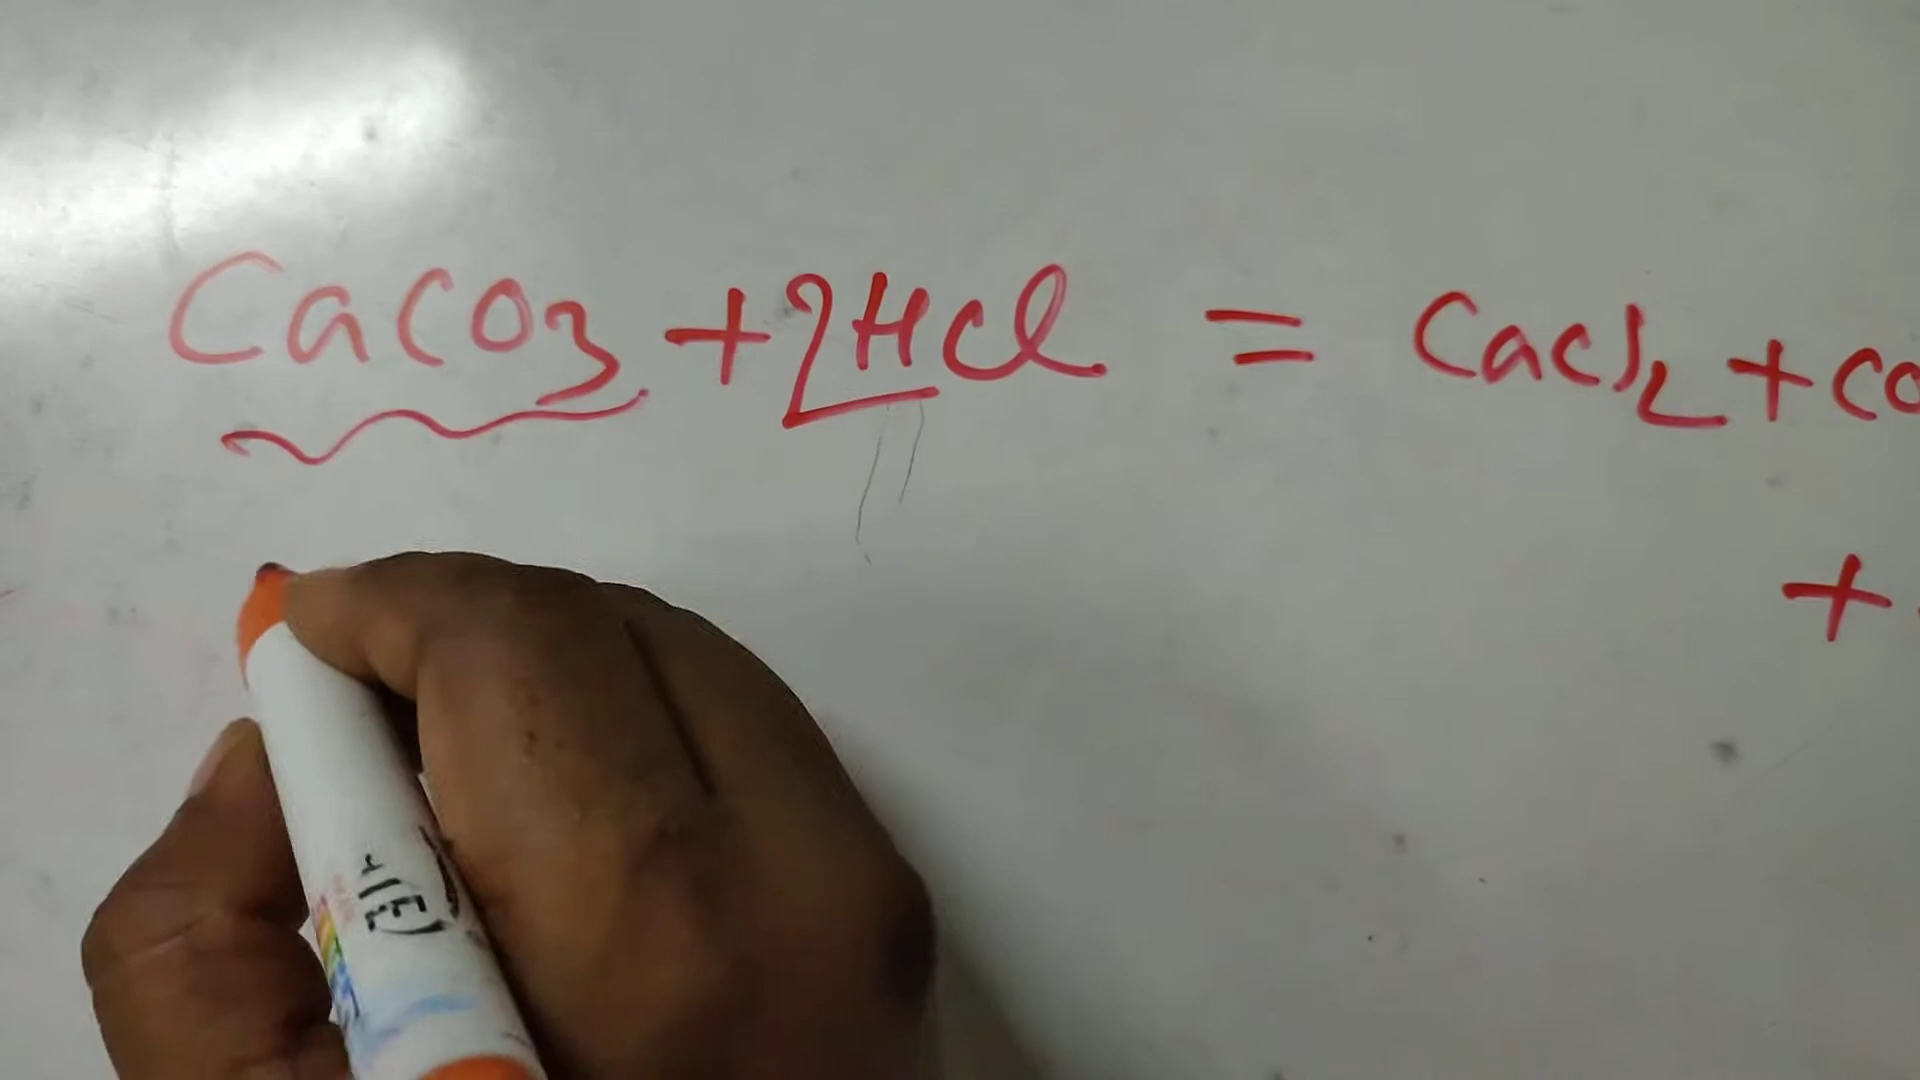 CaCO3 + 2HCl = CaCl2 + CO
+